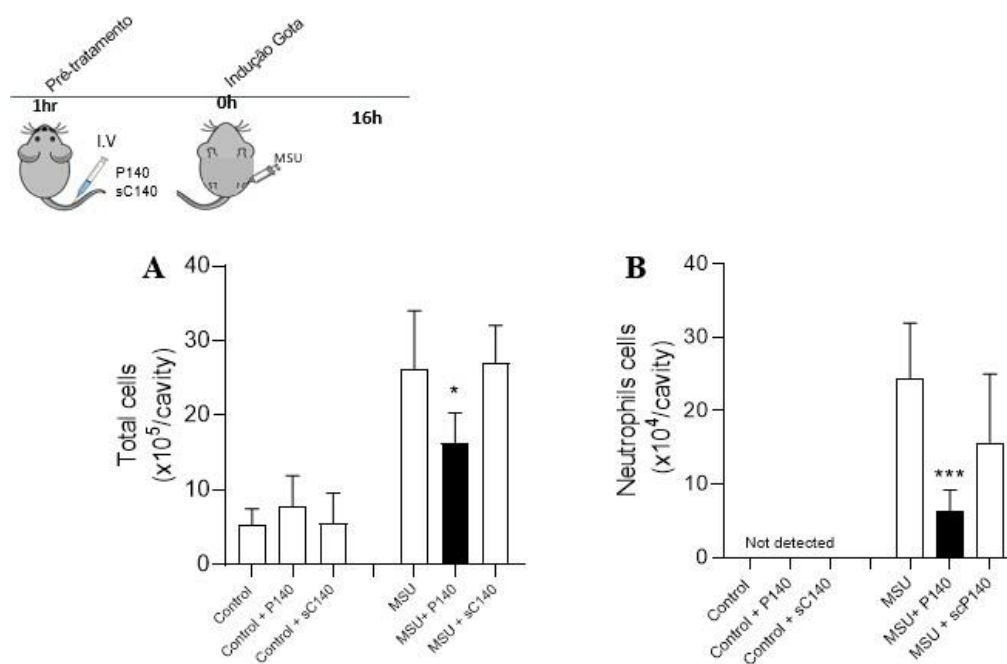 Pré-tratamento
Indução Gota
1hr
0h
16h
I.V
P140
sC140
MSU
A
40
30
20
10
0
Total cells
(x10⁵/cavity)
Control
Control + P140
Control + sC140
MSU
MSU+ P140
MSU + sC140
*
B
40
30
20
10
0
Neutrophils cells
(x10⁴/cavity)
Not detected
***
Control
Control + P140
Control + sC140
MSU
MSU+ P140
MSU + scP140